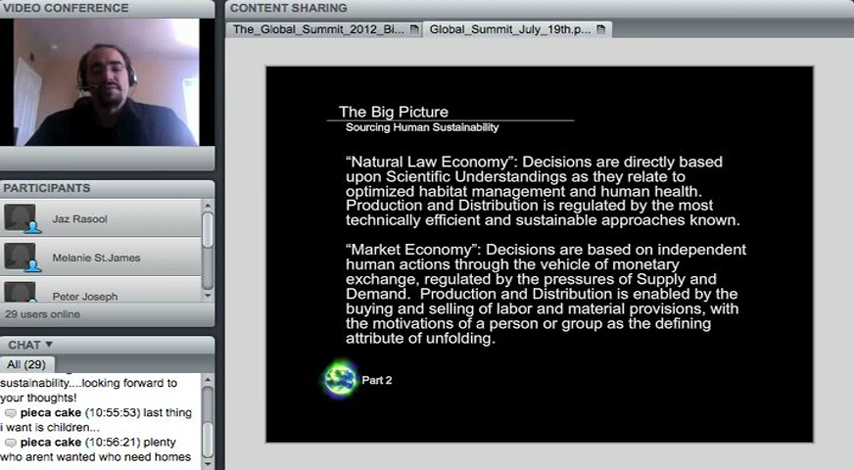 VIDEO CONFERENCE
CONTENT SHARING
The_Global_Summit_2012_Bi...
Global_Summit_July_19th.p...
The Big Picture
Sourcing Human Sustainability
“Natural Law Economy”: Decisions are directly based
upon Scientific Understandings as they relate to
optimized habitat management and human health.
Production and Distribution is regulated by the most
technically efficient and sustainable approaches known.
“Market Economy”: Decisions are based on independent
human actions through the vehicle of monetary
exchange, regulated by the pressures of Supply and
Demand.  Production and Distribution is enabled by the
buying and selling of labor and material provisions, with
the motivations of a person or group as the defining
attribute of unfolding.
Part 2
PARTICIPANTS
Jaz Rasool
Melanie St.James
Peter Joseph
29 users online
CHAT
All (29)
sustainability....looking forward to
your thoughts!
pieca cake (10:55:53) last thing
i want is children...
pieca cake (10:56:21) plenty
who arent wanted who need homes